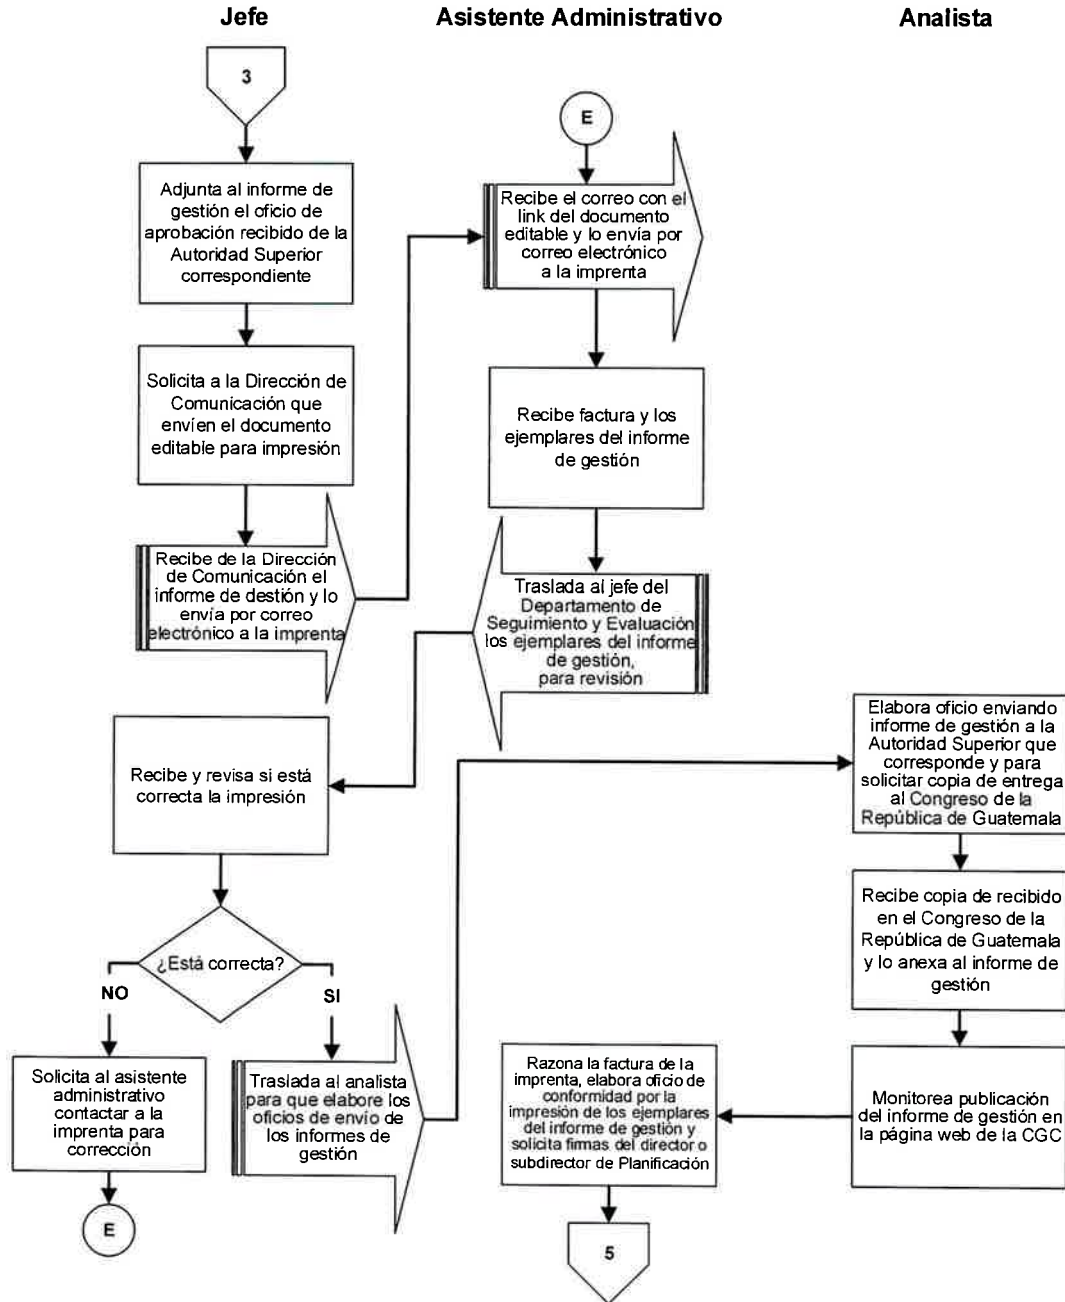 Jefe
Asistente Administrativo
Analista
3
Adjunta al informe de
gestión el oficio de
aprobación recibido de la
Autoridad Superior
correspondiente
Solicita a la Dirección de
Comunicación que
envíen el documento
editable para impresión
Recibe de la Dirección
de Comunicación el
informe de destión y lo
envía por correo
electrónico a la imprenta
E
Recibe el correo con el
link del documento
editable y lo envía por
correo electrónico
a la imprenta
Recibe factura y los
ejemplares del informe
de gestión
Traslada al jefe del
Departamento de
Seguimiento y Evaluación
los ejemplares del informe
de gestión,
para revisión
Recibe y revisa si está
correcta la impresión
¿Está correcta?
NO
SI
Solicita al asistente
administrativo
contactar a la
imprenta para
corrección
E
Traslada al analista
para que elabore los
oficios de envío de
los informes de
gestión
Elabora oficio enviando
informe de gestión a la
Autoridad Superior que
corresponde y para
solicitar copia de entrega
al Congreso de la
República de Guatemala
Recibe copia de recibido
en el Congreso de la
República de Guatemala
y lo anexa al informe de
gestión
Monitorea publicación
del informe de gestión en
la página web de la CGC
Razona la factura de la
imprenta, elabora oficio de
conformidad por la
impresión de los ejemplares
del informe de gestión y
solicita firmas del director o
subdirector de Planificación
5